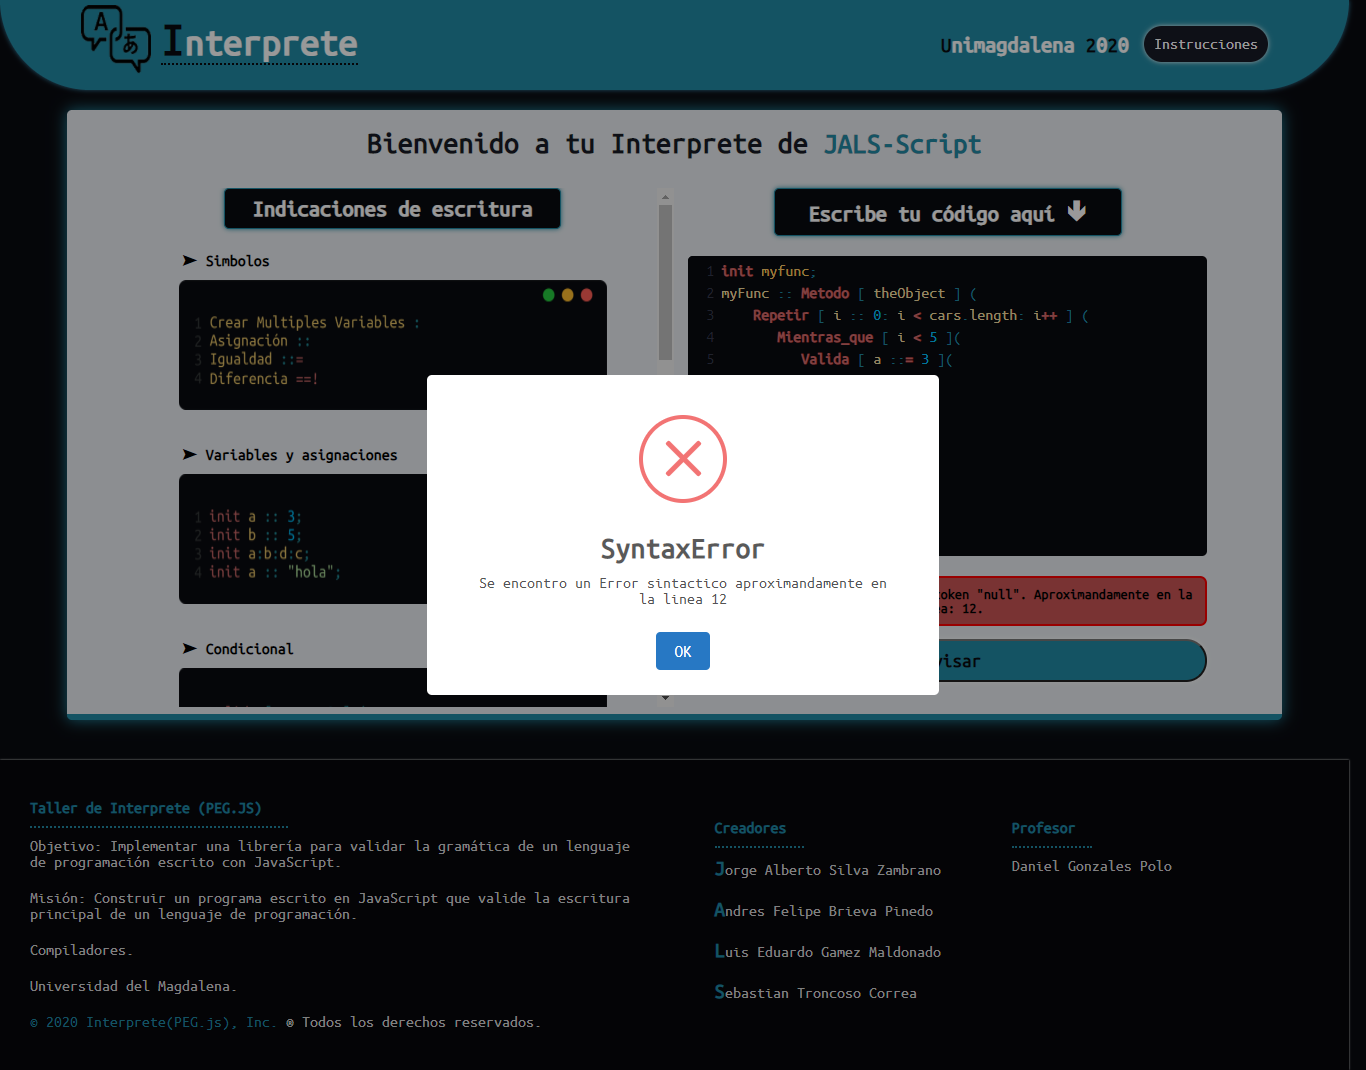 A
あ
Interprete
Unimagdalena 2020
Instrucciones
Bienvenido a tu Interprete de JALS-Script
Indicaciones de escritura
➤ Simbolos
1 Crear Multiples Variables :
2 Asignación ::
3 Igualdad ::=
4 Diferencia ==!
➤ Variables y asignaciones
1 init a :: 3;
2 init b :: 5;
3 init a:b:d:c;
4 init a :: "hola";
➤ Condicional
Escribe tu código aquí
1 init myfunc;
2 myFunc :: Metodo [ theObject ] (
3 Repetir [ i :: 0: i < cars.length: i++ ] (
4 Mientras_que [ i < 5 ](
5 Valida [ a ::= 3 ](
"null". Aproximandamente en la
12.
SyntaxError
Se encontro un Error sintactico aproximandamente en
la linea 12
OK
Taller de Interprete (PEG.JS)
Objetivo: Implementar una librería para validar la gramática de un lenguaje
de programación escrito con JavaScript.
Misión: Construir un programa escrito en JavaScript que valide la escritura
principal de un lenguaje de programación.
Compiladores.
Universidad del Magdalena.
© 2020 Interprete(PEG.js), Inc. ® Todos los derechos reservados.
Creadores
Jorge Alberto Silva Zambrano
Andres Felipe Brieva Pinedo
Luis Eduardo Gamez Maldonado
Sebastian Troncoso Correa
Profesor
Daniel Gonzales Polo